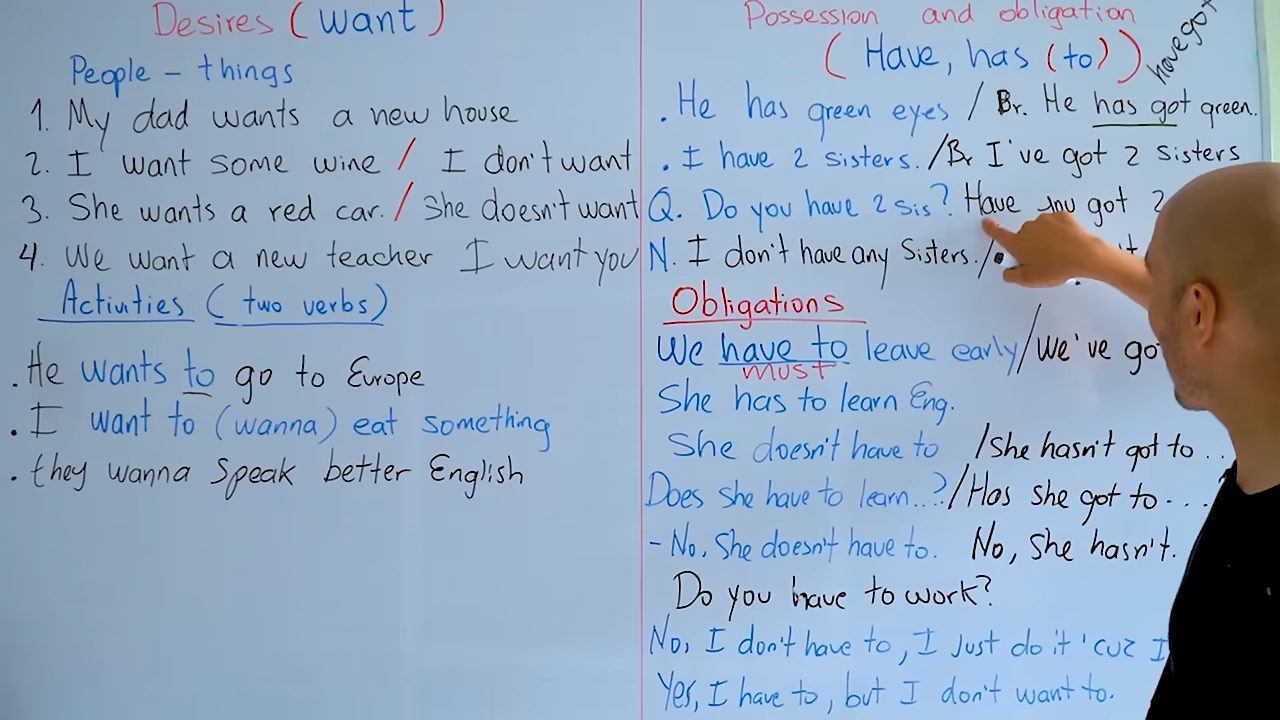 Desires (want)
People - things
1. My dad wants a new house
2. I want some wine / I don't want
3. She wants a red car. / She doesn't want
4. We want a new teacher I want you
Activities (two verbs)
. He wants to go to Europe
. I want to (wanna) eat something
. they wanna speak better English
Possession and obligation
(Have, has (to)) have got
. He has green eyes / Br. He has got green.
. I have 2 sisters. / Br I've got 2 sisters
Q. Do you have 2 sis? Have you got 2
N. I don't have any Sisters. /
Obligations
We have to leave early / We've go
must
She has to learn Eng.
She doesn't have to / She hasn't got to ..
Does she have to learn..? / Has she got to ...
- No, She doesn't have to. No, she hasn't.
Do you have to work?
No, I don't have to, I just do it 'cuz I
Yes, I have to, but I don't want to.